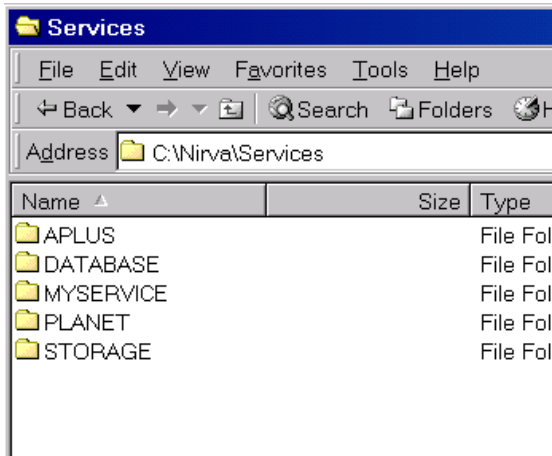 Services
File Edit View Favorites Tools Help
Back Search Folders H
Address C:\Nirva\Services
Name Size Type
APLUS File Fol
DATABASE File Fol
MYSERVICE File Fol
PLANET File Fol
STORAGE File Fol